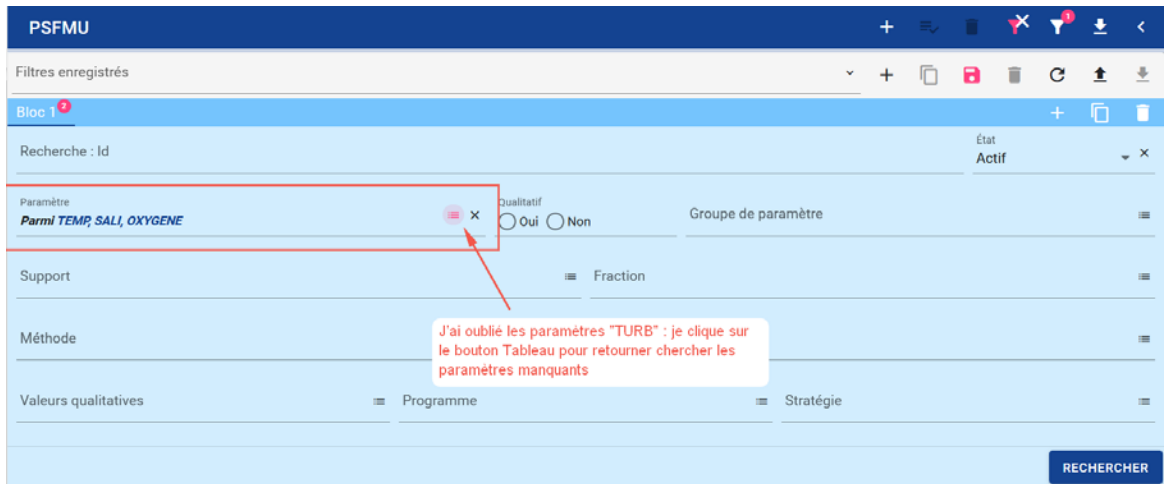 PSFMU
1
Filtres enregistrés
Bloc 1 2
Recherche : Id
État
Actif
Paramètre
Parmi TEMP, SALI, OXYGENE
Qualitatif
Oui Non
Groupe de paramètre
Support
Fraction
J'ai oublié les paramètres "TURB" : je clique sur
le bouton Tableau pour retourner chercher les
paramètres manquants
Méthode
Valeurs qualitatives
Programme
Stratégie
RECHERCHER